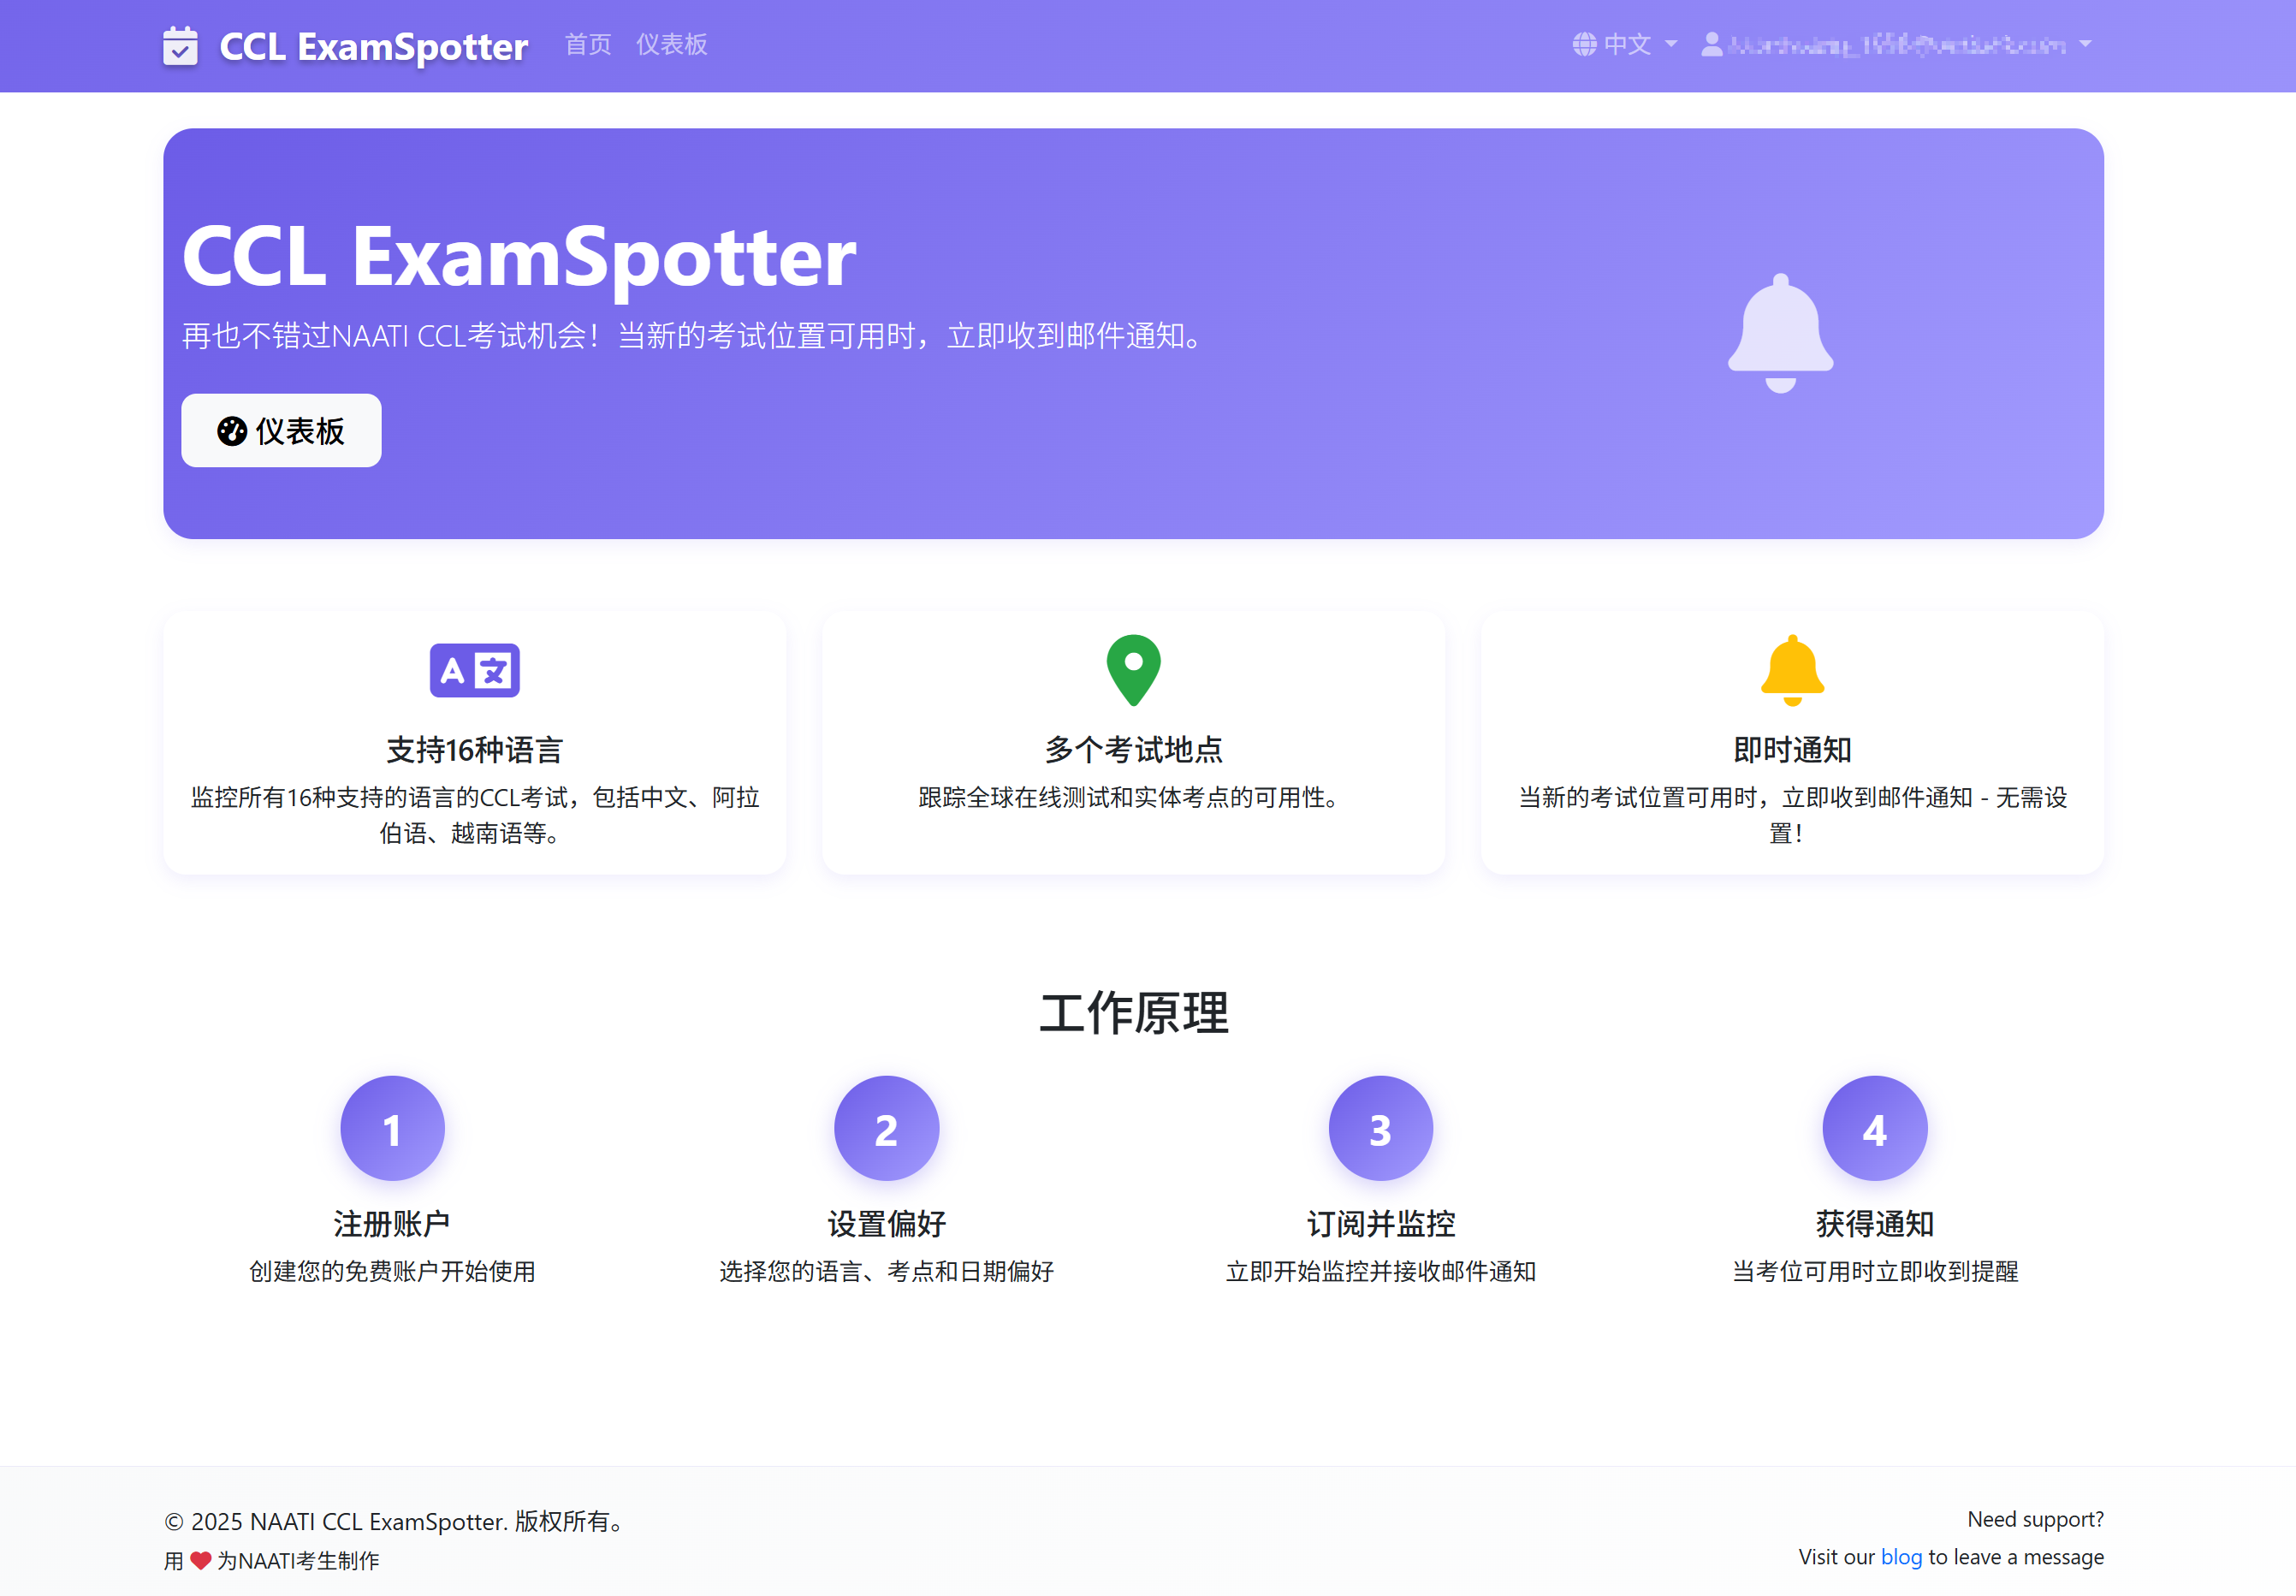 CCL ExamSpotter 首页 仪表板 中文
CCL ExamSpotter
再也不错过NAATI CCL考试机会！当新的考试位置可用时，立即收到邮件通知。
仪表板
A 文
支持16种语言
监控所有16种支持的语言的CCL考试，包括中文、阿拉
伯语、越南语等。
多个考试地点
跟踪全球在线测试和实体考点的可用性。
即时通知
当新的考试位置可用时，立即收到邮件通知 - 无需设
置！
工作原理
1
注册账户
创建您的免费账户开始使用
2
设置偏好
选择您的语言、考点和日期偏好
3
订阅并监控
立即开始监控并接收邮件通知
4
获得通知
当考位可用时立即收到提醒
© 2025 NAATI CCL ExamSpotter. 版权所有。
用 ❤ 为NAATI考生制作
Need support?
Visit our blog to leave a message